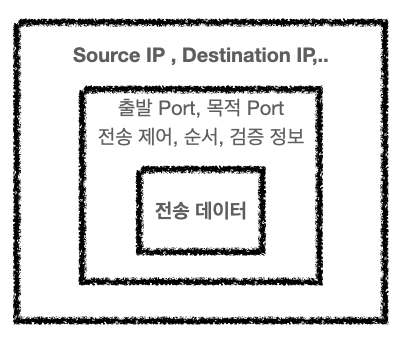 Source IP , Destination IP,..
출발 Port, 목적 Port
전송 제어, 순서, 검증 정보
전송 데이터